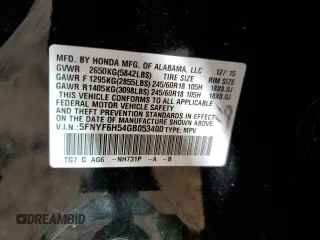 MFD. BY HONDA MFG. OF ALABAMA, LLC 12/15
GVWR 2650KG(5842LBS) TIRE SIZE RIM SIZE
GAWR F 1295KG(2855LBS) 245/60R18 105H 18X8.0J
GAWR R 1405KG(3098LBS) 245/60R18 105H 18X8.0J
THIS VEHICLE CONFORMS TO ALL APPLICABLE
FEDERAL MOTOR VEHICLE SAFETY
AND THEFT PREVENTION STANDARDS IN EFFECT
ON THE DATE OF MANUFACTURE SHOWN ABOVE.
V.I.N.: 5FNYF6H54GB053400 TYPE: MPV
TG7 G AG6 -NH731P -A -B
DREAMBID